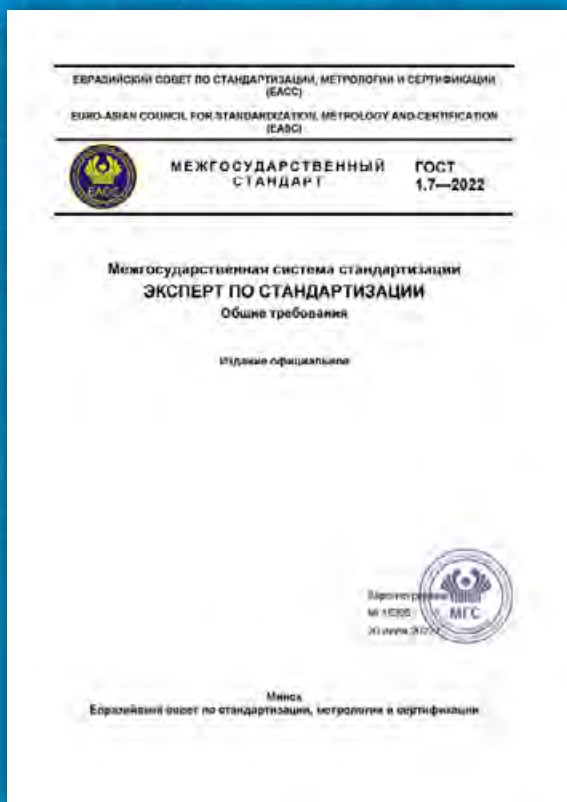 ЕВРАЗИЙСКИЙ СОВЕТ ПО СТАНДАРТИЗАЦИИ, МЕТРОЛОГИИ И СЕРТИФИКАЦИИ
(ЕАСС)
EURO-ASIAN COUNCIL FOR STANDARDIZATION, METROLOGY AND CERTIFICATION
(EASC)
EACC
МЕЖГОСУДАРСТВЕННЫЙ
СТАНДАРТ
ГОСТ
1.7—2022
Межгосударственная система стандартизации
ЭКСПЕРТ ПО СТАНДАРТИЗАЦИИ
Общие требования
Издание официальное
МГС
Минск
Евразийский совет по стандартизации, метрологии и сертификации